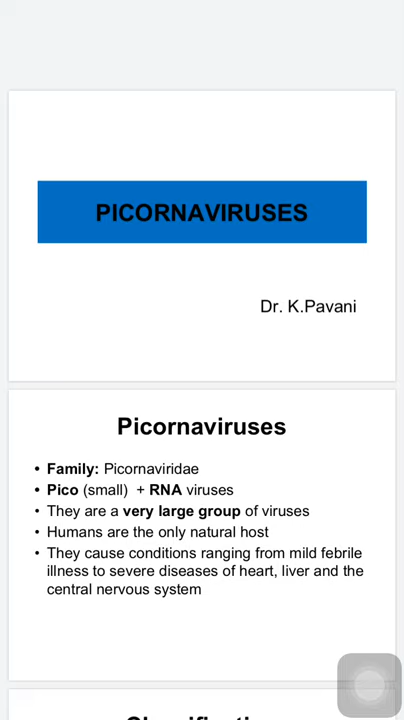 PICORNAVIRUSES
Dr. K.Pavani
Picornaviruses
• Family: Picornaviridae
• Pico (small) + RNA viruses
• They are a very large group of viruses
• Humans are the only natural host
• They cause conditions ranging from mild febrile
illness to severe diseases of heart, liver and the
central nervous system